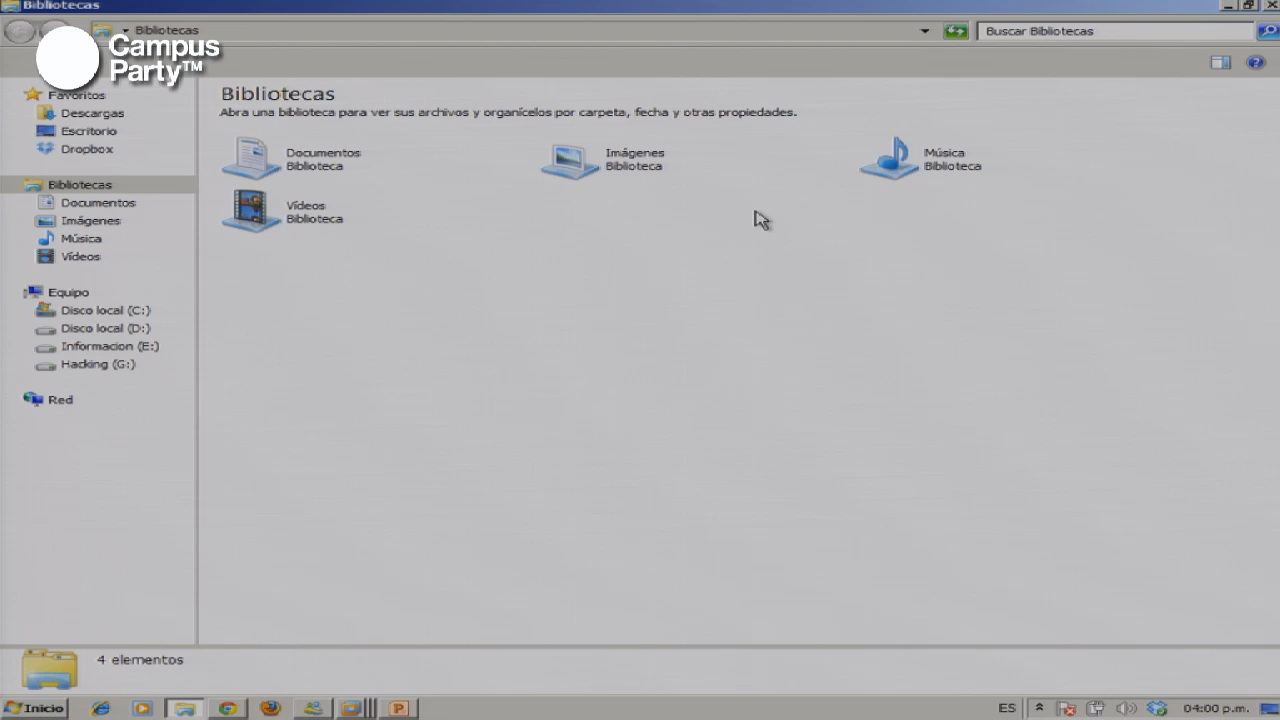 Bibliotecas
Bibliotecas
Buscar Bibliotecas
Campus
Party™
Favoritos
Descargas
Escritorio
Dropbox
Bibliotecas
Documentos
Imágenes
Música
Vídeos
Equipo
Disco local (C:)
Disco local (D:)
Informacion (E:)
Hacking (G:)
Red
Bibliotecas
Abra una biblioteca para ver sus archivos y organícelos por carpeta, fecha y otras propiedades.
Documentos
Biblioteca
Imágenes
Biblioteca
Música
Biblioteca
Vídeos
Biblioteca
4 elementos
Inicio
ES
04:00 p.m.